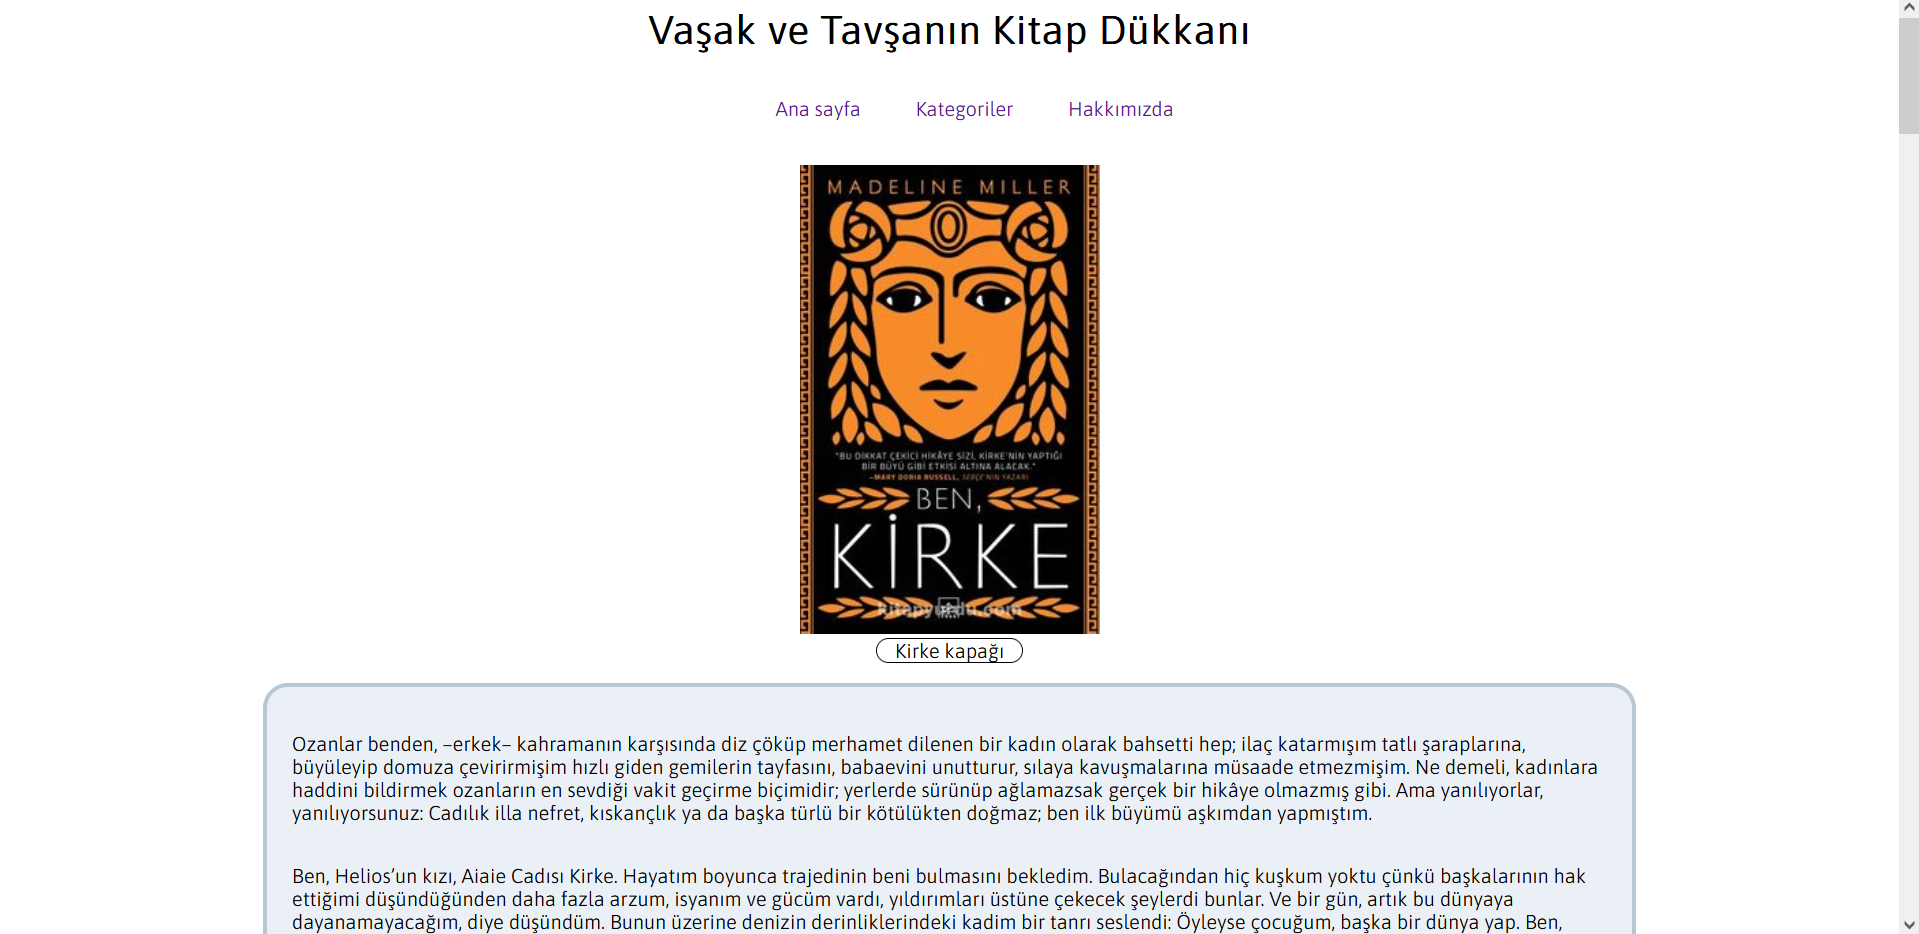 Vaşak ve Tavşanın Kitap Dükkanı
Ana sayfa Kategoriler Hakkımızda
MADELINE MILLER
"BU DİKKAT ÇEKİCİ HİKÂYE SİZİ, KİRKE'NİN YAPTIĞI
BİR BÜYÜ GİBİ ETKİSİ ALTINA ALACAK."
–MARY DORIA RUSSELL, SERÇE'NİN YAZARI
BEN,
KİRKE
Kirke kapağı
Ozanlar benden, –erkek– kahramanın karşısında diz çöküp merhamet dilenen bir kadın olarak bahsetti hep; ilaç katarmışım tatlı şaraplarına,
büyüleyip domuza çevirirmişim hızlı giden gemilerin tayfasını, babaevini unutturur, sılaya kavuşmalarına müsaade etmezmişim. Ne demeli, kadınlara
haddini bildirmek ozanların en sevdiği vakit geçirme biçimidir; yerlerde sürünüp ağlamazsak gerçek bir hikâye olmazmış gibi. Ama yanılıyorlar,
yanılıyorsunuz: Cadılık illa nefret, kıskançlık ya da başka türlü bir kötülükten doğmaz; ben ilk büyümü aşkımdan yapmıştım.
Ben, Helios’un kızı, Aiaie Cadısı Kirke. Hayatım boyunca trajedinin beni bulmasını bekledim. Bulacağından hiç kuşkum yoktu çünkü başkalarının hak
ettiğimi düşündüğünden daha fazla arzum, isyanım ve gücüm vardı, yıldırımları üstüne çekecek şeylerdi bunlar. Ve bir gün, artık bu dünyaya
dayanamayacağım, diye düşündüm. Bunun üzerine denizin derinliklerindeki kadim bir tanrı seslendi: Öyleyse çocuğum, başka bir dünya yap. Ben,